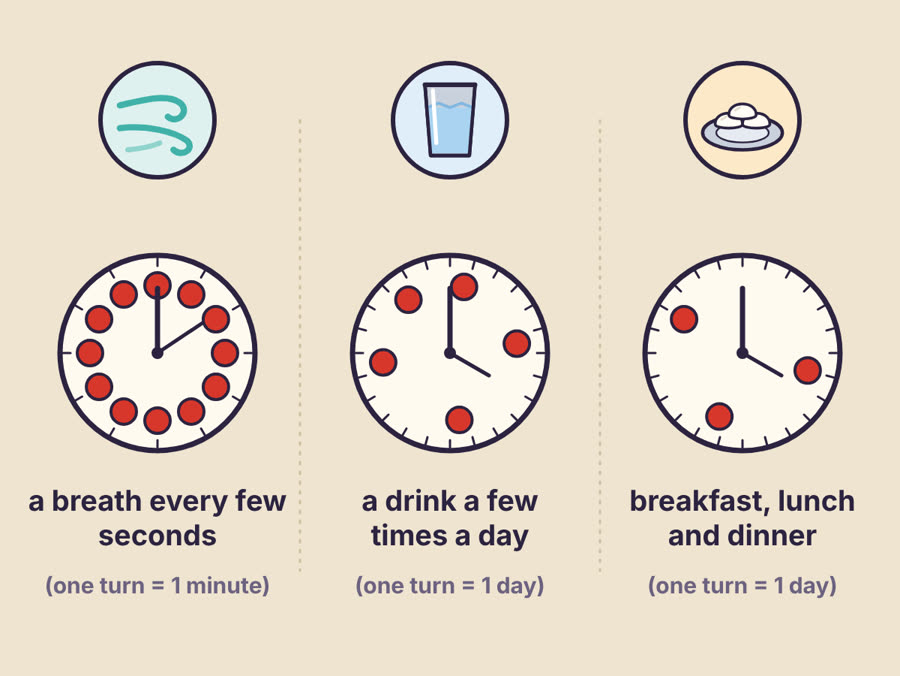 a breath every few
seconds
(one turn = 1 minute)
a drink a few
times a day
(one turn = 1 day)
breakfast, lunch
and dinner
(one turn = 1 day)